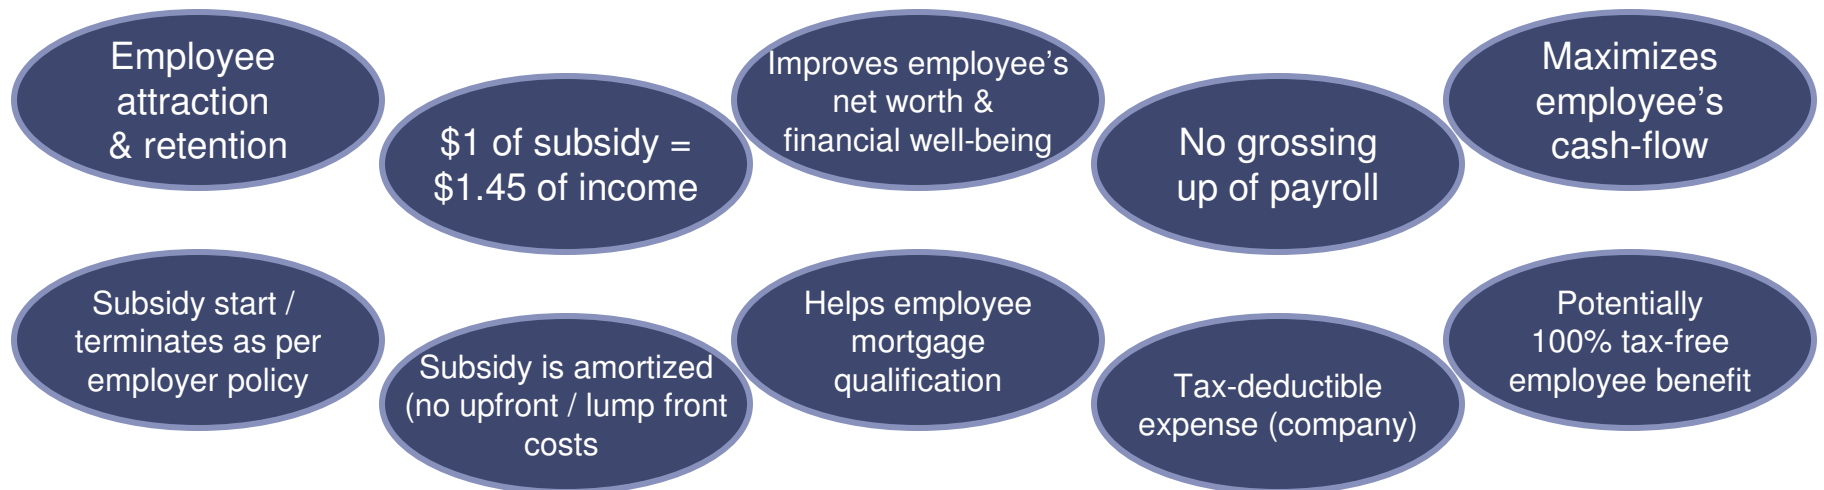 Employee
attraction
& retention
$1 of subsidy =
$1.45 of income
Improves employee’s
net worth &
financial well-being
No grossing
up of payroll
Maximizes
employee’s
cash-flow
Subsidy start /
terminates as per
employer policy
Subsidy is amortized
(no upfront / lump front
costs
Helps employee
mortgage
qualification
Tax-deductible
expense (company)
Potentially
100% tax-free
employee benefit